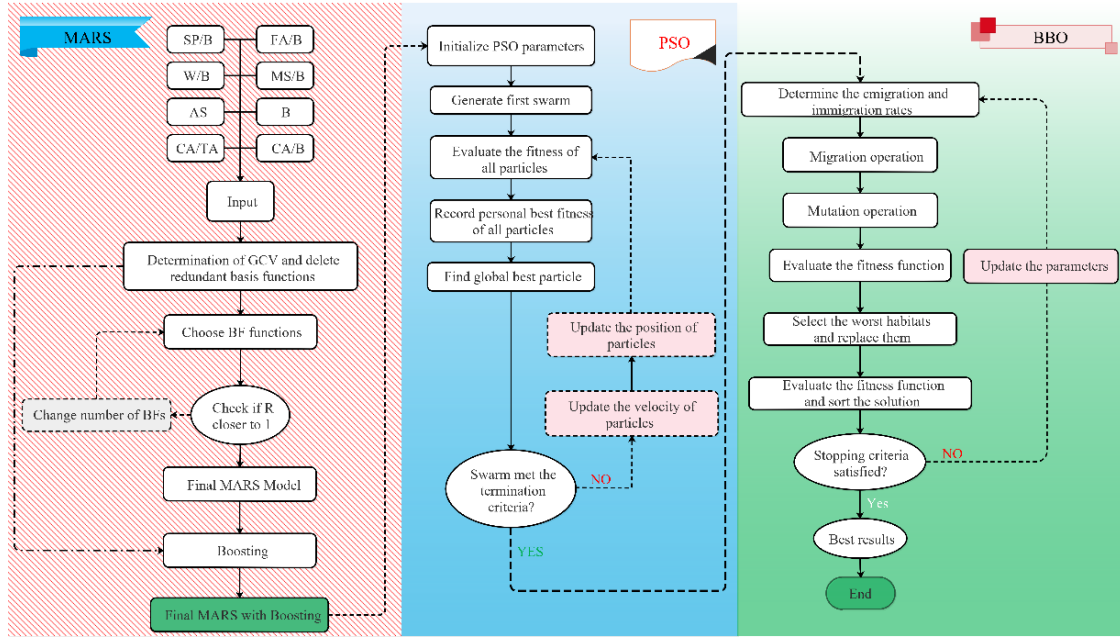 MARS
SP/B
FA/B
W/B
MS/B
AS
B
CA/TA
CA/B
Input
Determination of GCV and delete
redundant basis functions
Choose BF functions
Change number of BFs
Check if R
closer to 1
Final MARS Model
Boosting
Final MARS with Boosting
PSO
Initialize PSO parameters
Generate first swarm
Evaluate the fitness of
all particles
Record personal best fitness
of all particles
Find global best particle
Update the position of
particles
Update the velocity of
particles
Swarm met the
termination
criteria?
NO
YES
BBO
Determine the emigration and
immigration rates
Migration operation
Mutation operation
Evaluate the fitness function
Update the parameters
Select the worst habitats
and replace them
Evaluate the fitness function
and sort the solution
Stopping criteria
satisfied?
NO
Yes
Best results
End